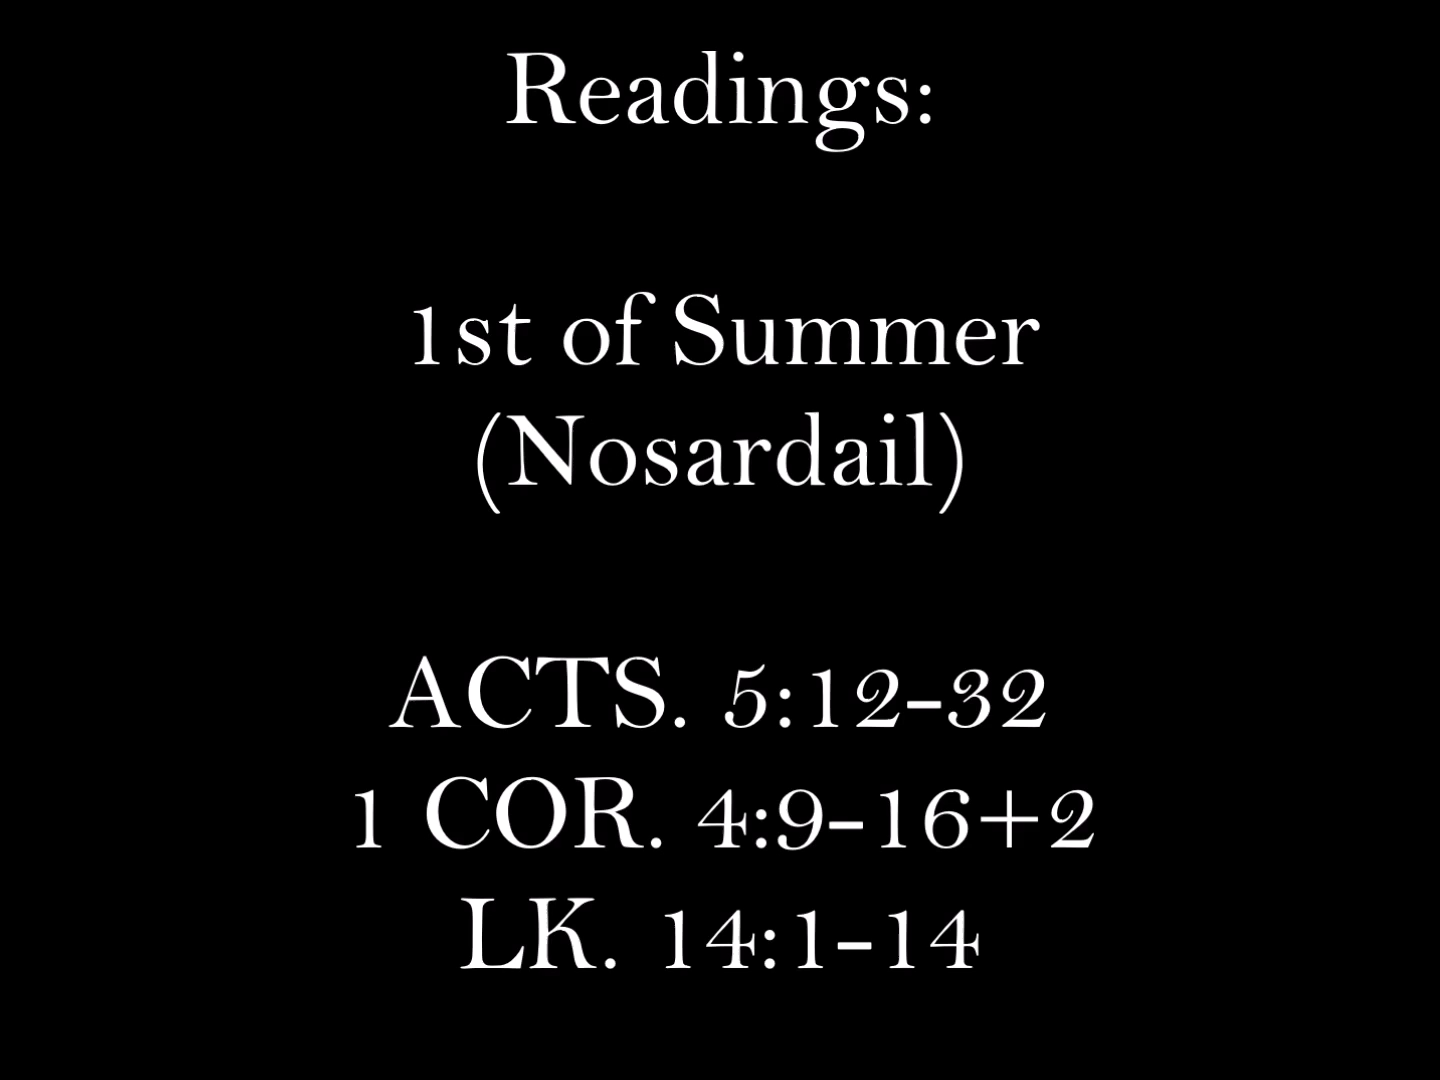 Readings:
1st of Summer
(Nosardail)
ACTS. 5:12-32
1 COR. 4:9-16+2
LK. 14:1-14